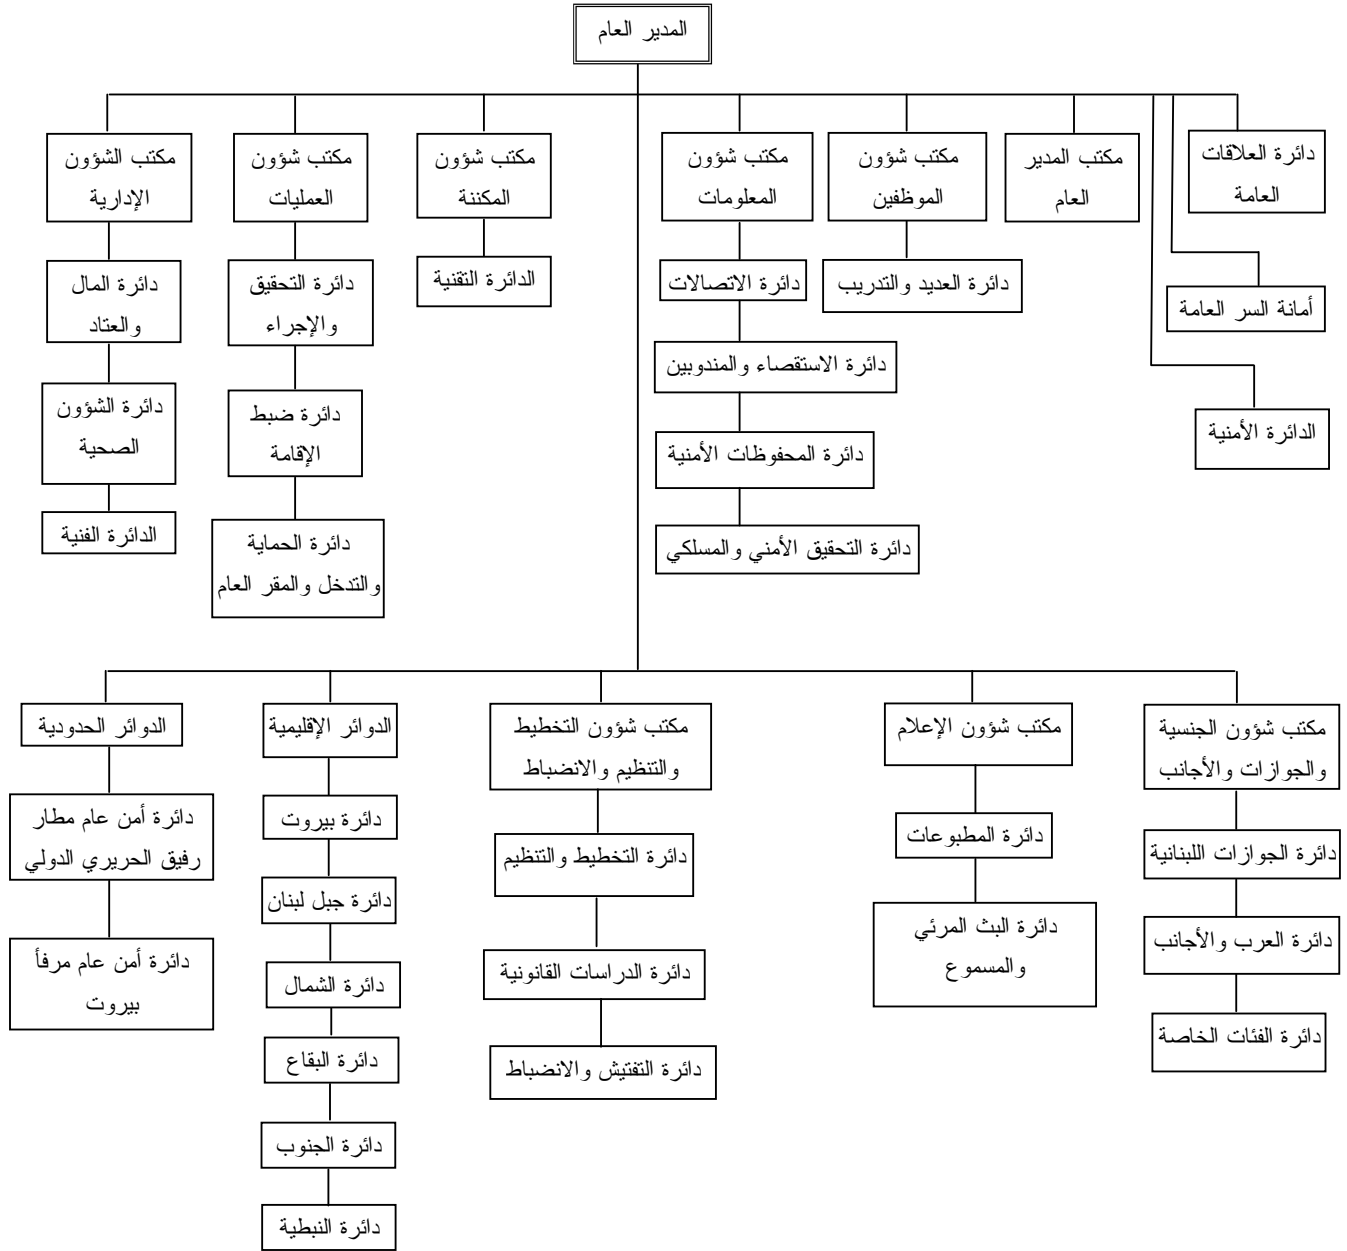 المدير العام
دائرة العلاقات
العامة
أمانة السر العامة
الدائرة الأمنية
مكتب المدير
العام
مكتب شؤون
الموظفين
دائرة العديد والتدريب
مكتب شؤون
المعلومات
دائرة الاتصالات
دائرة الاستقصاء والمندوبين
دائرة المحفوظات الأمنية
دائرة التحقيق الأمني والمسلكي
مكتب شؤون
المكننة
الدائرة التقنية
مكتب شؤون
العمليات
دائرة التحقيق
والإجراء
دائرة ضبط
الإقامة
دائرة الحماية
والتدخل والمقر العام
مكتب الشؤون
الإدارية
دائرة المال
والعتاد
دائرة الشؤون
الصحية
الدائرة الفنية
مكتب شؤون الجنسية
والجوازات والأجانب
دائرة الجوازات اللبنانية
دائرة العرب والأجانب
دائرة الفئات الخاصة
مكتب شؤون الإعلام
دائرة المطبوعات
دائرة البث المرئي
والمسموع
مكتب شؤون التخطيط
والتنظيم والانضباط
دائرة التخطيط والتنظيم
دائرة الدراسات القانونية
دائرة التفتيش والانضباط
الدوائر الإقليمية
دائرة بيروت
دائرة جبل لبنان
دائرة الشمال
دائرة البقاع
دائرة الجنوب
دائرة النبطية
الدوائر الحدودية
دائرة أمن عام مطار
رفيق الحريري الدولي
دائرة أمن عام مرفأ
بيروت